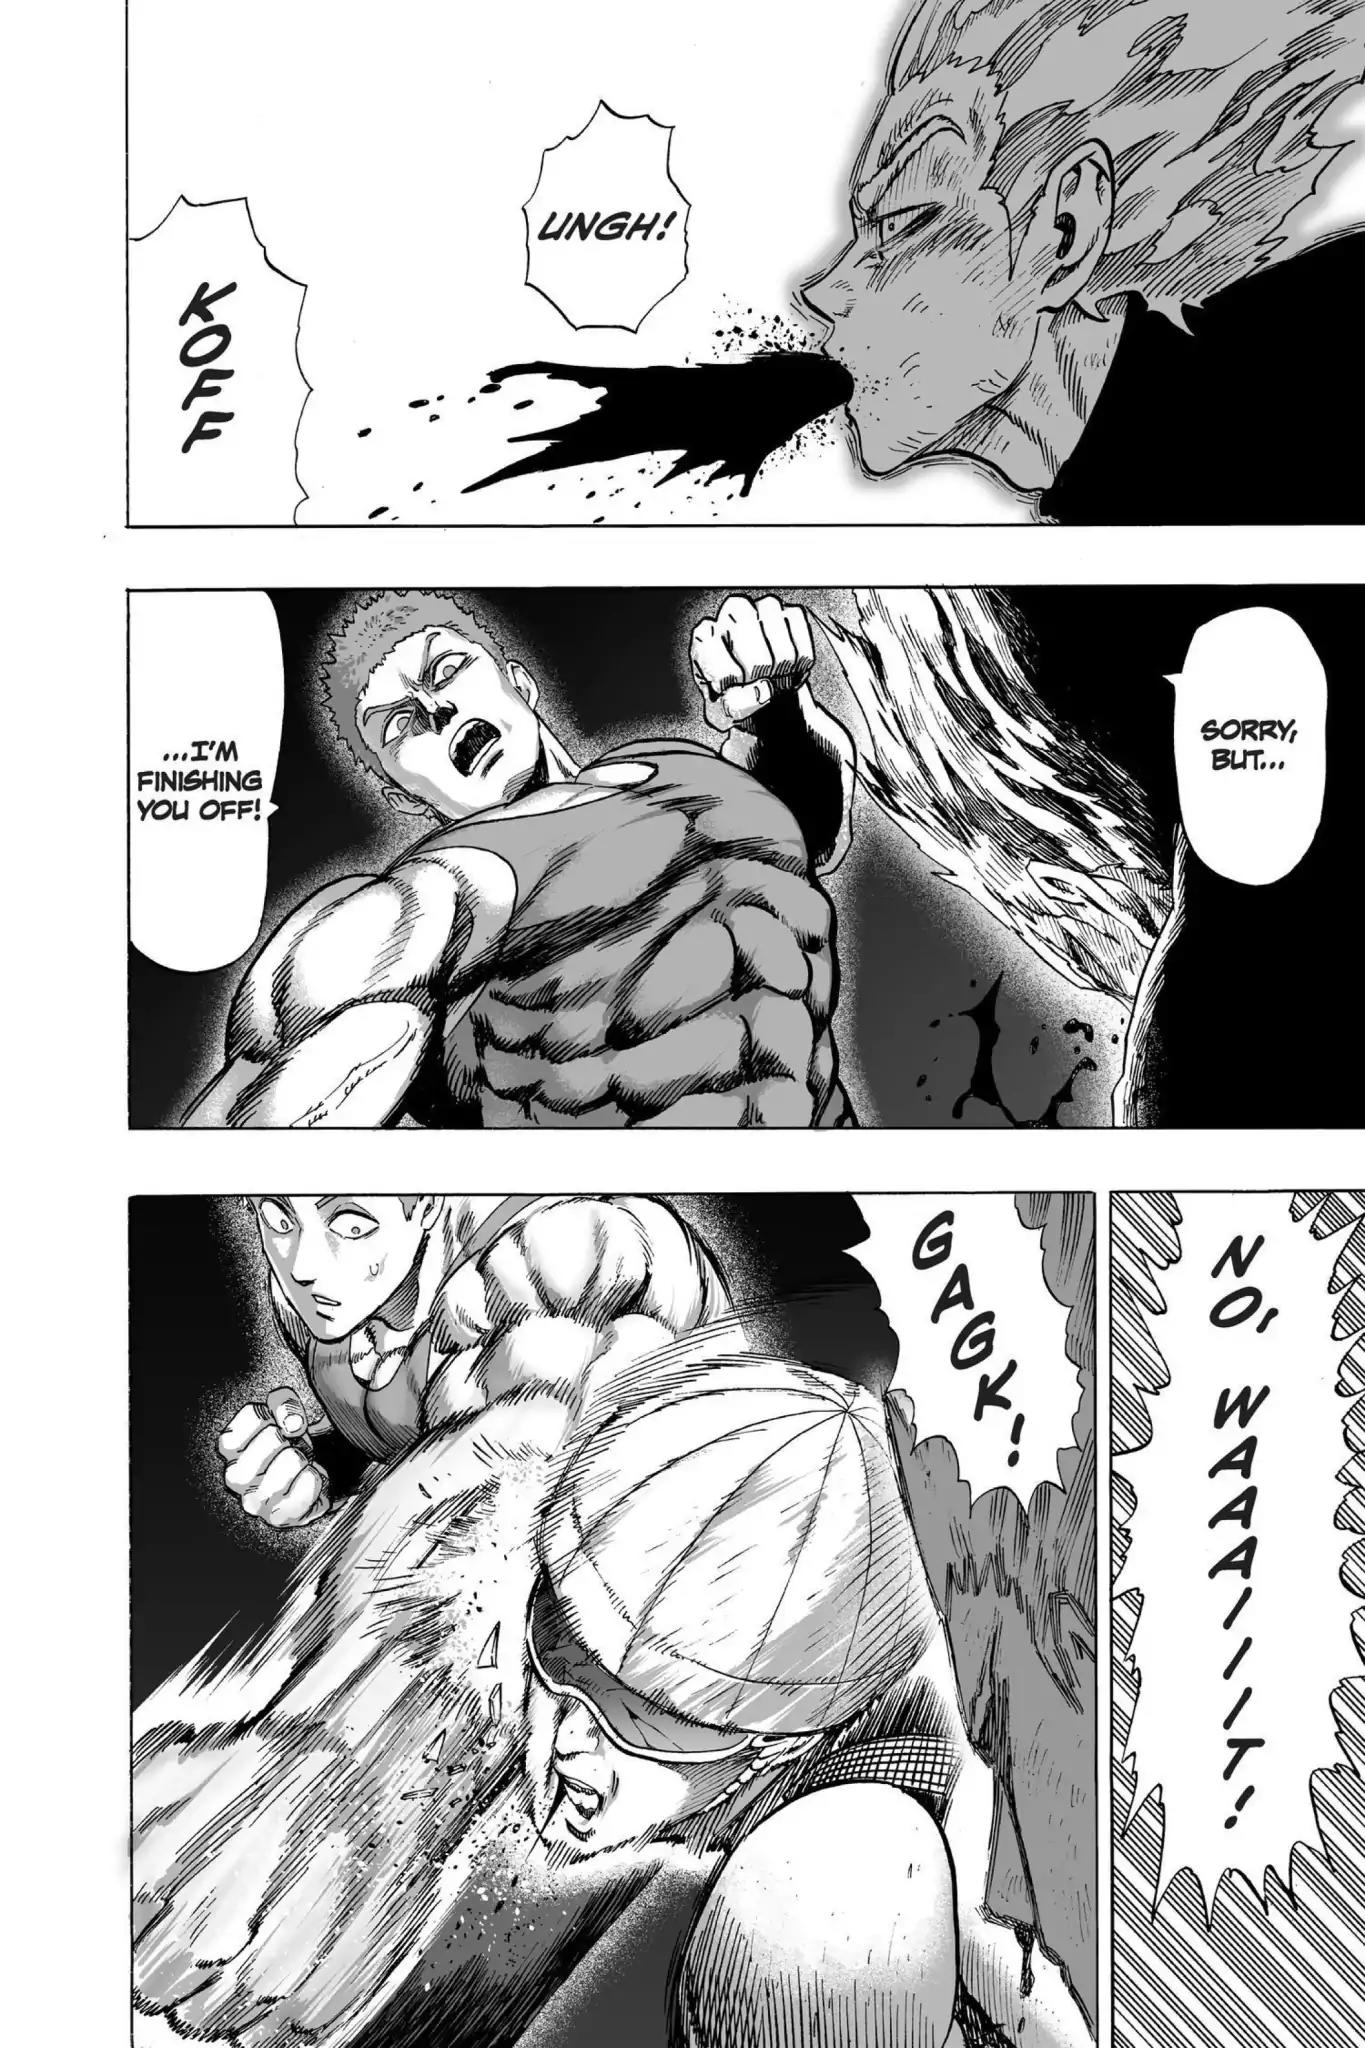 UNGH!
KOFF
SORRY,
BUT...
...I'M
FINISHING
YOU OFF!
NO, WAAAIIIT!
GAGK!